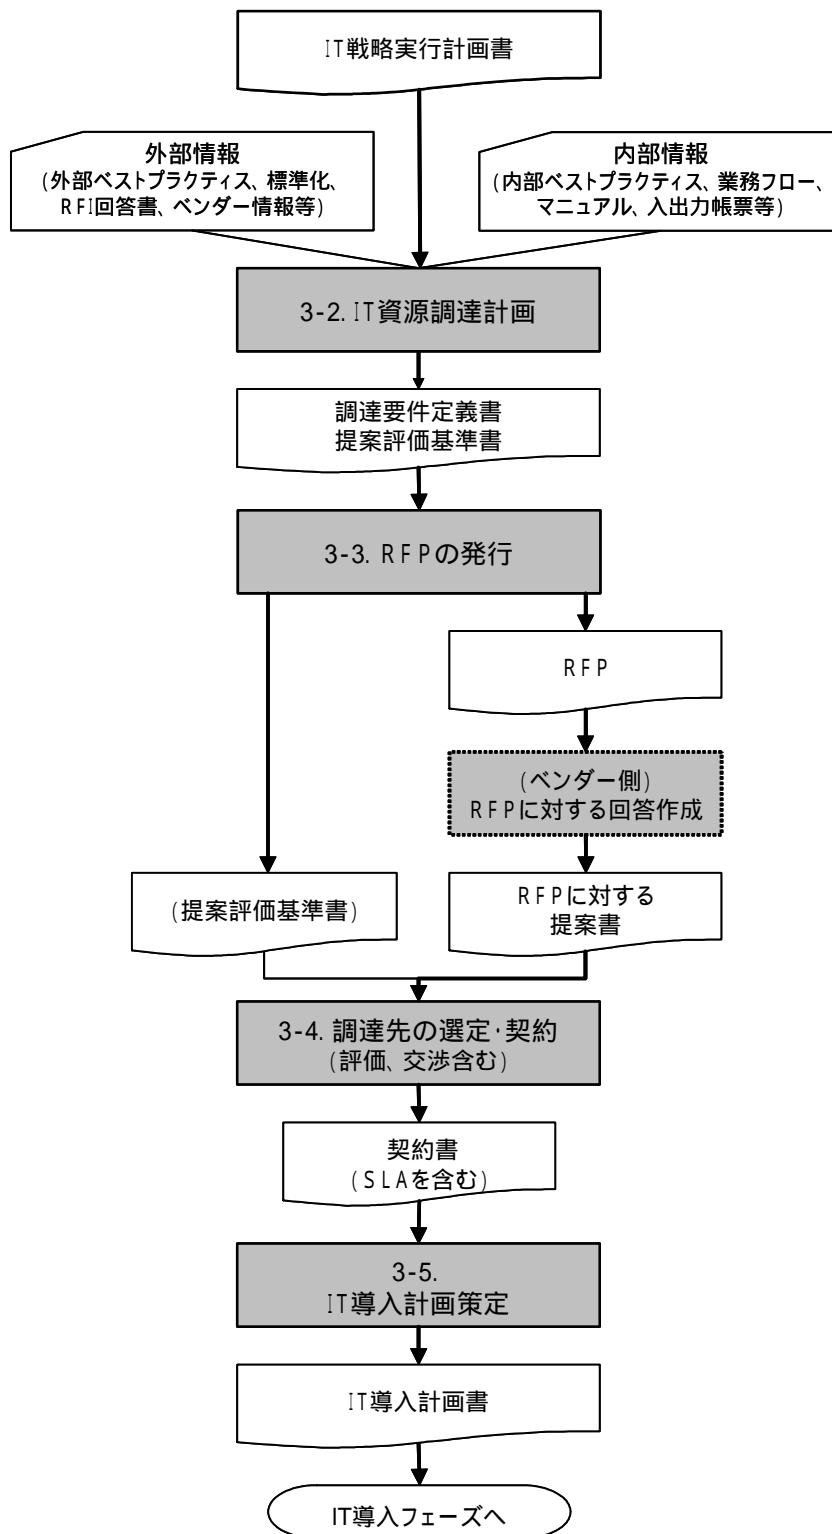 IT戦略実行計画書
外部情報
(外部ベストプラクティス、標準化、
RFI回答書、ベンダー情報等)
内部情報
(内部ベストプラクティス、業務フロー、
マニュアル、入出力帳票等)
3-2. IT資源調達計画
調達要件定義書
提案評価基準書
3-3. RFPの発行
RFP
(ベンダー側)
RFPに対する回答作成
(提案評価基準書)
RFPに対する
提案書
3-4. 調達先の選定・契約
(評価、交渉含む)
契約書
(SLAを含む)
3-5.
IT導入計画策定
IT導入計画書
IT導入フェーズへ